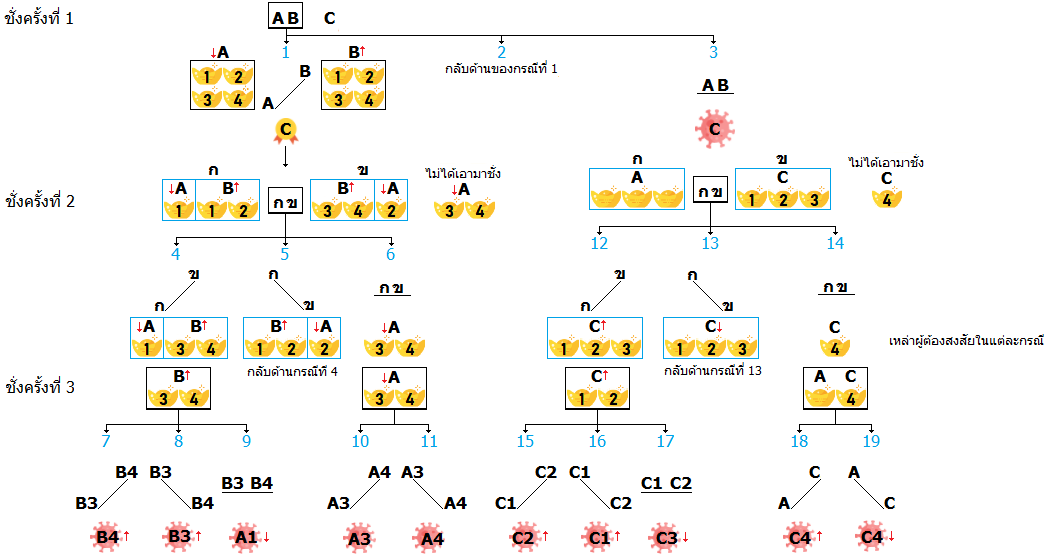 ชั่งครั้งที่ 1
A B C
1 2 3
↓A B↑
กลับด้านของกรณีที่ 1
1 2 1 2
3 4 3 4
B
A
A B
C
C
ก ข
ไม่ได้เอามาชั่ง
ก ข
ไม่ได้เอามาชั่ง
ชั่งครั้งที่ 2
↓A B↑
ก ข
B↑ ↓A
↓A
A
ก ข
C
C
1 1 2 3 4 2 3 4 1 2 3 4
4 5 6 12 13 14
ข ก ก ข ข ก ก ข
ก ข ก ข
↓A B↑ B↑ ↓A ↓A C↑ C↓ C
1 3 4 1 2 2 3 4 1 2 3 1 2 3 4
เหล่าผู้ต้องสงสัยในแต่ละกรณี
กลับด้านกรณีที่ 4
กลับด้านกรณีที่ 13
ชั่งครั้งที่ 3
B↑ ↓A C↑ A C
3 4 3 4 1 2 4
7 8 9 10 11 15 16 17 18 19
B4 B3 B3 B4 A4 A3 C2 C1 C1 C2 C A
B3 B4 A3 A4 C1 C2 A C
B4↑ B3↑ A1↓ A3 A4 C2↑ C1↑ C3↓ C4↑ C4↓